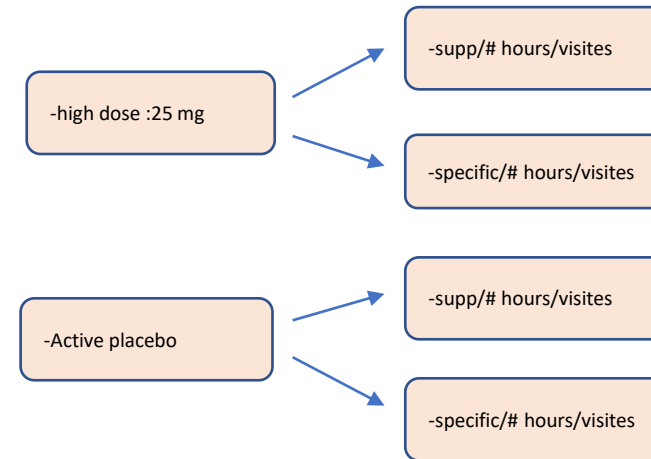 -high dose :25 mg
-supp/# hours/visites
-specific/# hours/visites
-Active placebo
-supp/# hours/visites
-specific/# hours/visites